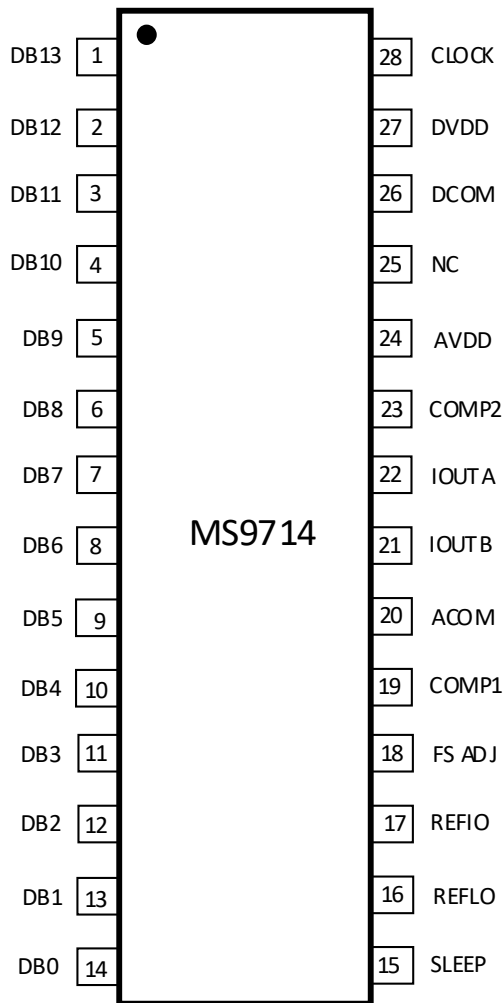 DB13 1 28 CLOCK
DB12 2 27 DVDD
DB11 3 26 DCOM
DB10 4 25 NC
DB9 5 24 AVDD
DB8 6 23 COMP2
DB7 7 22 IOUTA
MS9714
DB6 8 21 IOUTB
DB5 9 20 ACOM
DB4 10 19 COMP1
DB3 11 18 FS ADJ
DB2 12 17 REFIO
DB1 13 16 REFLO
DB0 14 15 SLEEP